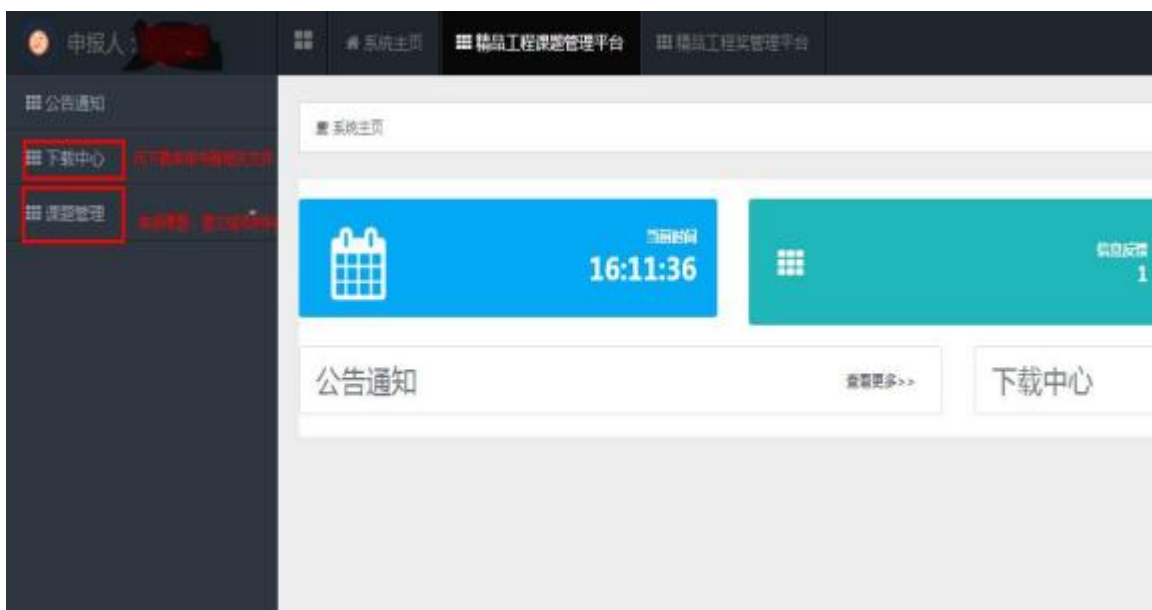 申报人:
系统主页
精品工程课题管理平台
精品工程奖管理平台
公告通知
下载中心
课题管理
系统主页
当前时间
16:11:36
信息反馈
1
公告通知
查看更多>>
下载中心